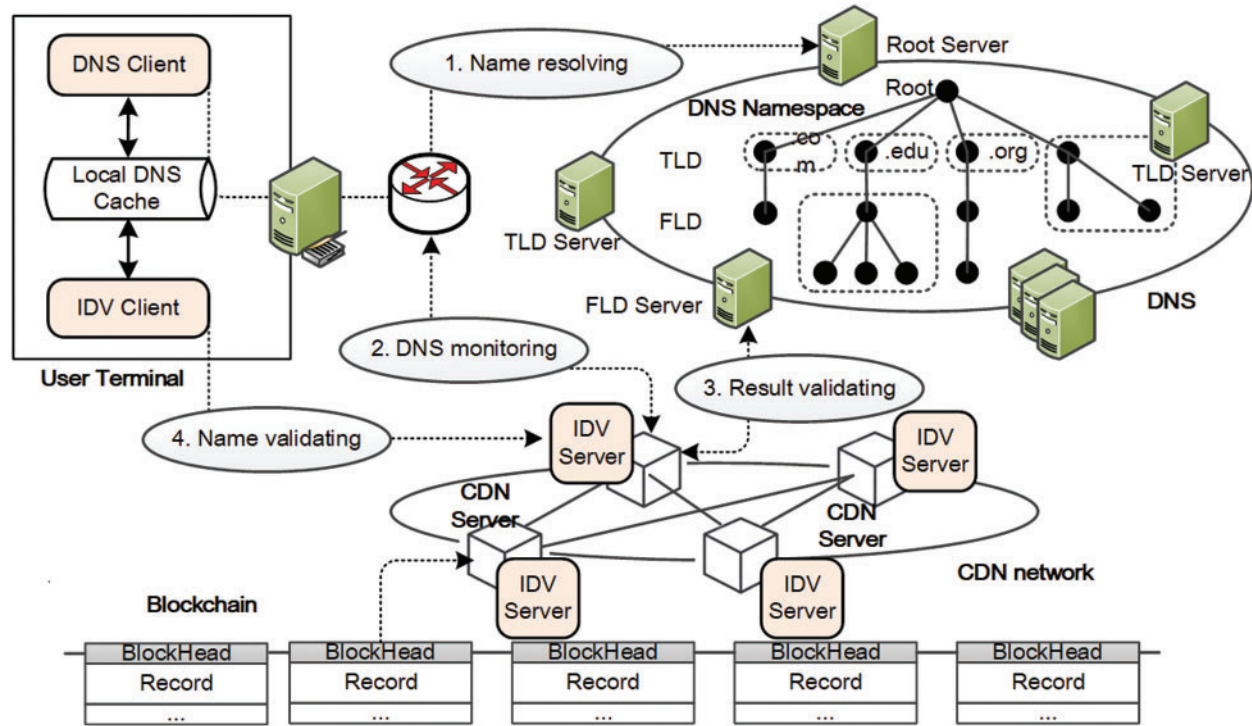 DNS Client
Local DNS
Cache
IDV Client
User Terminal
1. Name resolving
Root Server
Root
DNS Namespace
TLD
.co
m
.edu
.org
TLD Server
FLD
TLD Server
FLD Server
DNS
2. DNS monitoring
3. Result validating
4. Name validating
IDV
Server
IDV
Server
CDN
Server
CDN
Server
IDV
Server
IDV
Server
CDN network
Blockchain
BlockHead
BlockHead
BlockHead
BlockHead
BlockHead
Record
Record
Record
Record
Record
...
...
...
...
...